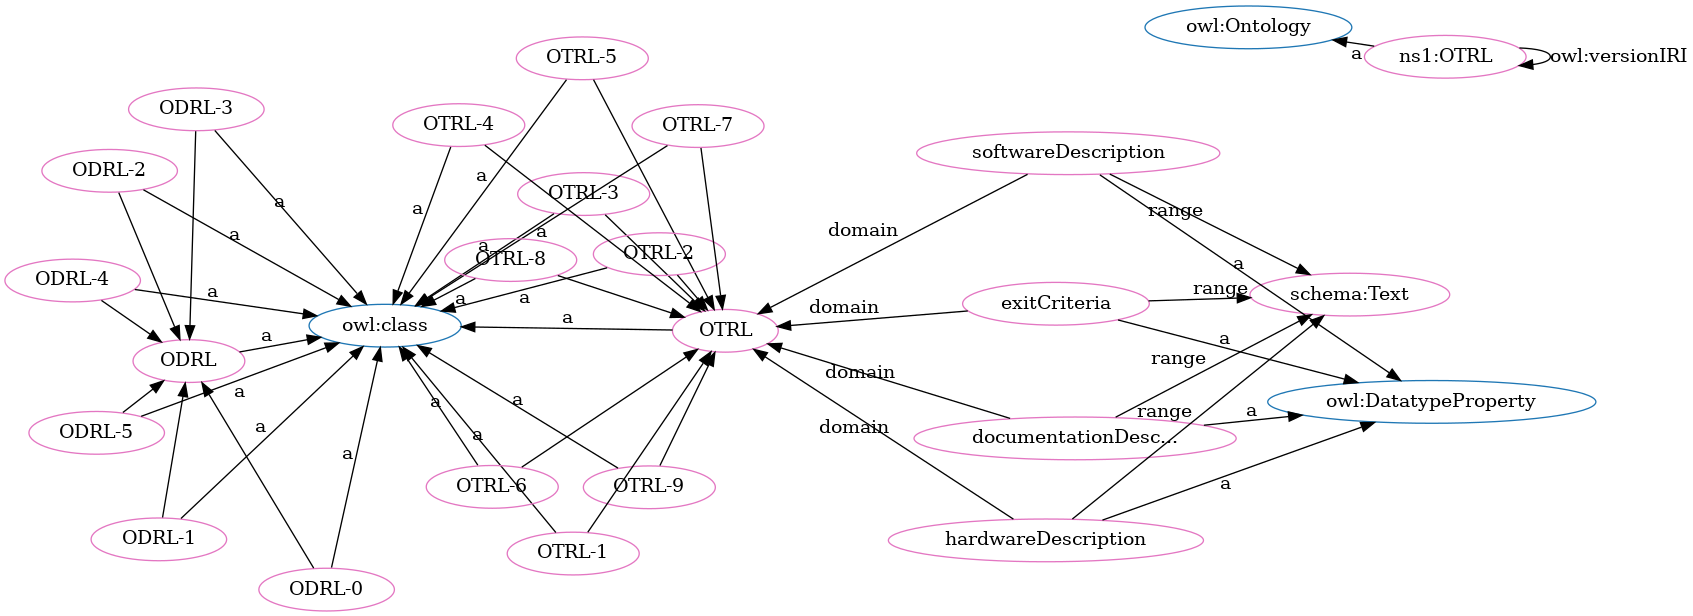 owl:Ontology
a
ns1:OTRL
owl:versionIRI
OTRL-5
ODRL-3
OTRL-4
OTRL-7
softwareDescription
ODRL-2
a
OTRL-3
a
a
range
a
a
a
domain
OTRL-2
OTRL-8
a
ODRL-4
a
a
a
range
schema:Text
exitCriteria
domain
owl:class
a
OTRL
a
a
ODRL
range
domain
a
a
owl:DatatypeProperty
a
a
range
domain
ODRL-5
a
a
documentationDesc...
a
OTRL-6
OTRL-9
a
ODRL-1
hardwareDescription
OTRL-1
ODRL-0